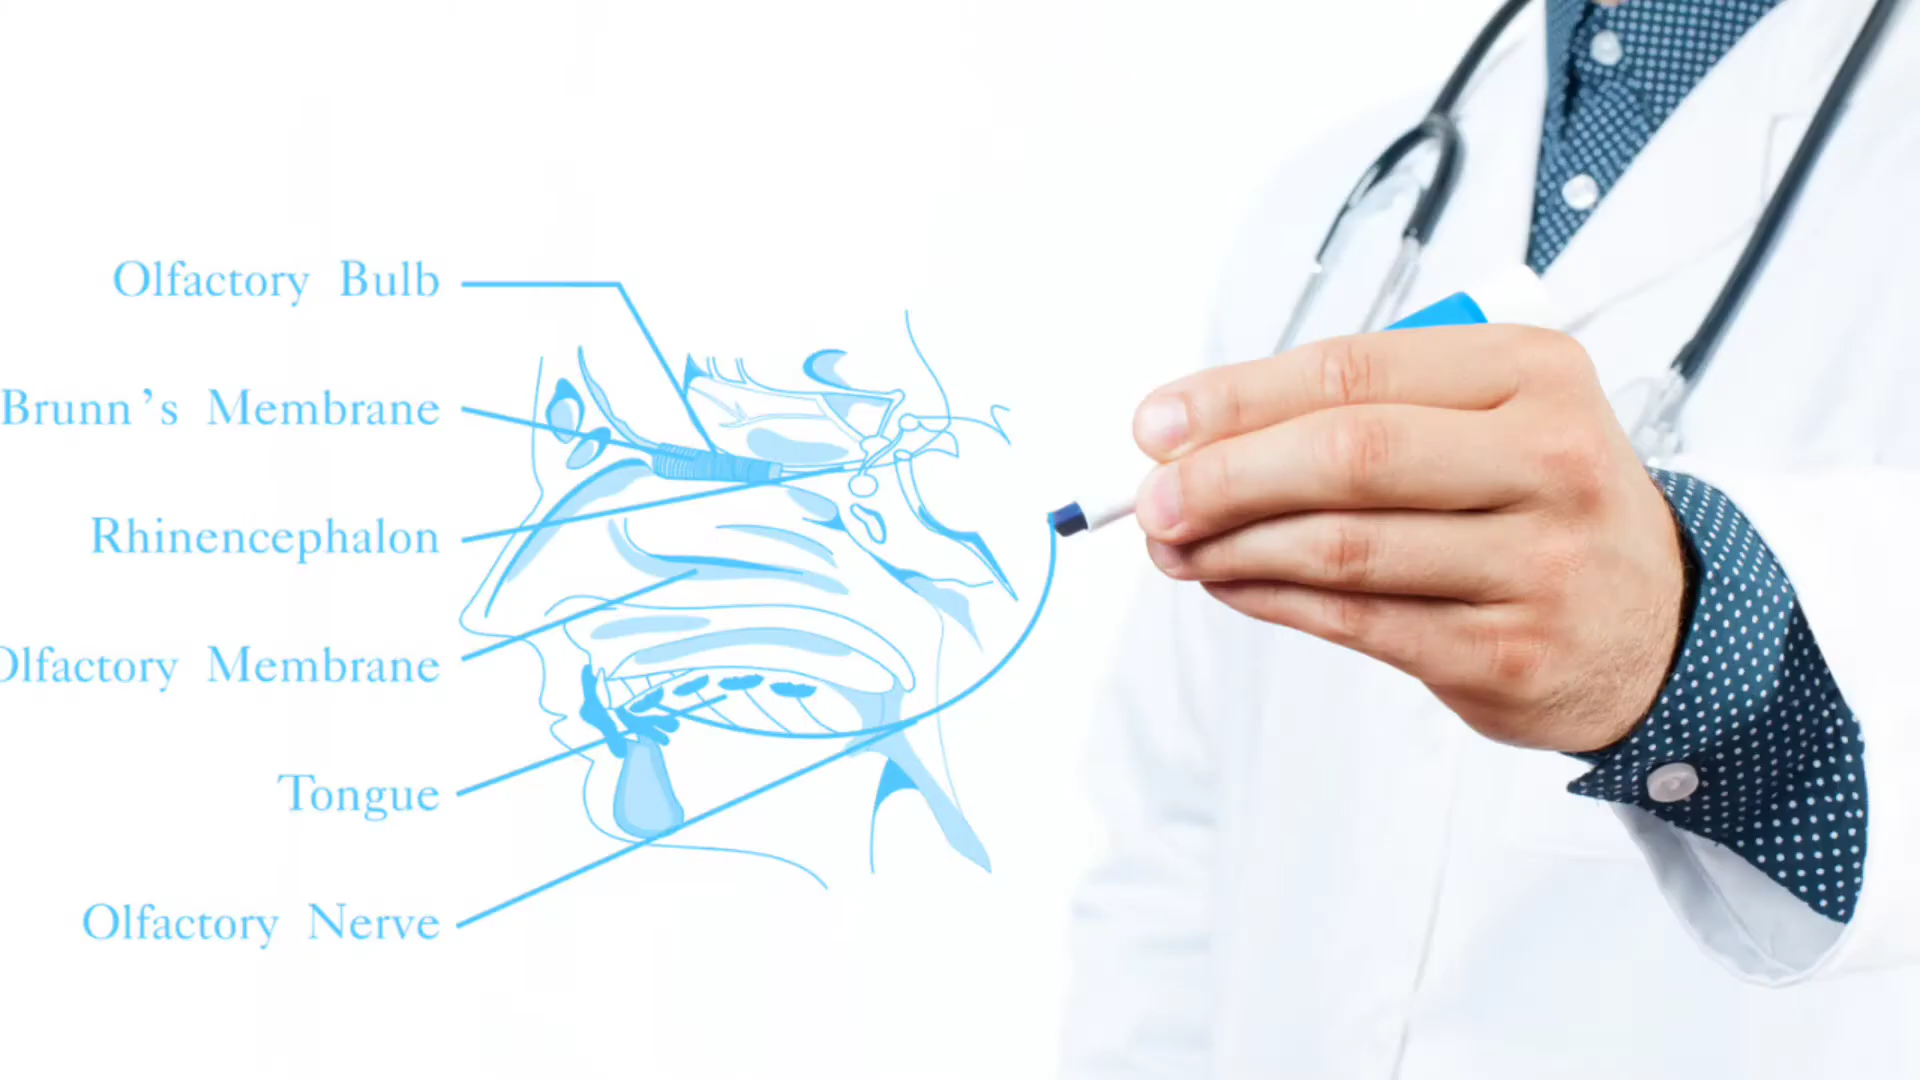 Olfactory Bulb
Brunn's Membrane
Rhinencephalon
Olfactory Membrane
Tongue
Olfactory Nerve